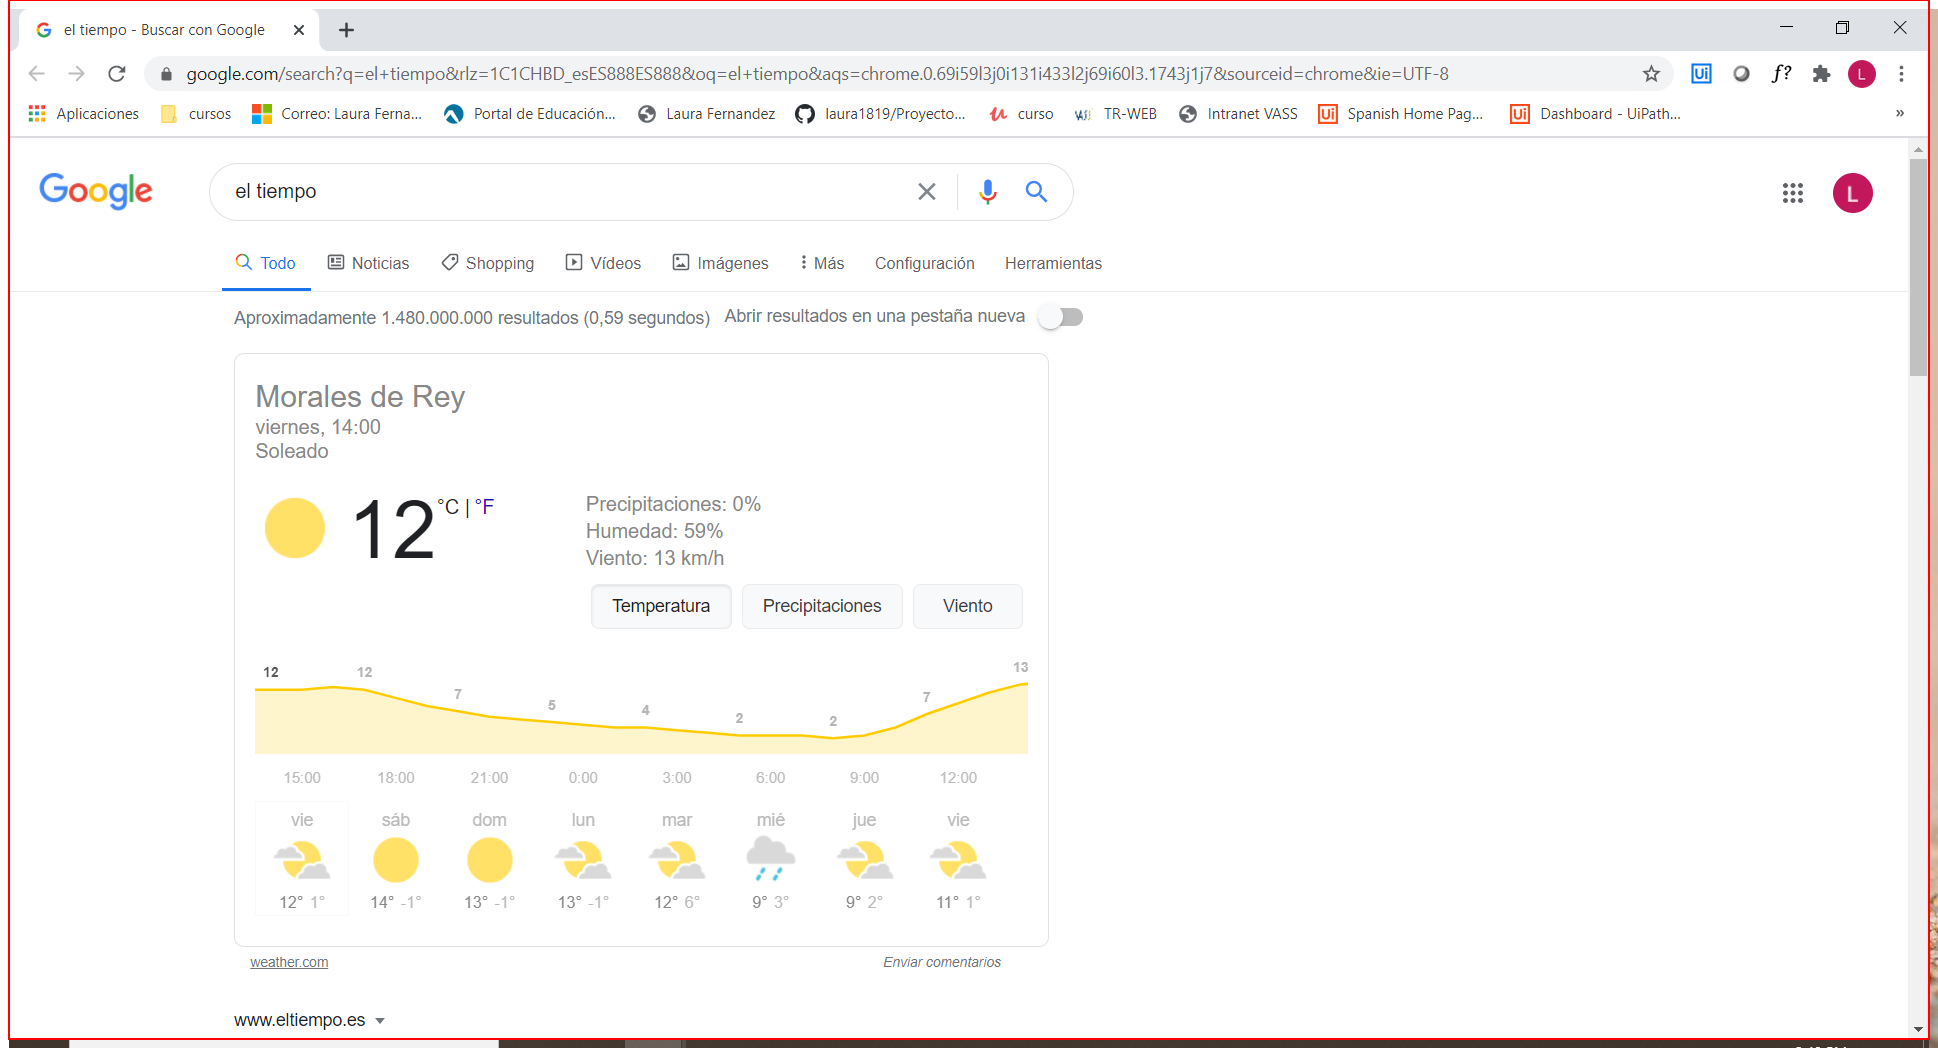 el tiempo - Buscar con Google
google.com/search?q=el+tiempo&rlz=1C1CHBD_esES888ES888&oq=el+tiempo&aqs=chrome.0.69i59l3j0i131i433l2j69i60l3.1743j1j7&sourceid=chrome&ie=UTF-8 Ui f? L
Aplicaciones cursos Correo: Laura Ferna... Portal de Educación... Laura Fernandez laura1819/Proyecto... curso TR-WEB Intranet VASS Ui Spanish Home Pag... Ui Dashboard - UiPath... »
Google el tiempo L
Todo Noticias Shopping Vídeos Imágenes Más Configuración Herramientas
Aproximadamente 1.480.000.000 resultados (0,59 segundos) Abrir resultados en una pestaña nueva
Morales de Rey
viernes, 14:00
Soleado
12 °C | °F
Precipitaciones: 0%
Humedad: 59%
Viento: 13 km/h
Temperatura Precipitaciones Viento
12 12 7 5 4 2 2 7 13
15:00 18:00 21:00 0:00 3:00 6:00 9:00 12:00
vie sáb dom lun mar mié jue vie
12° 1° 14° -1° 13° -1° 13° -1° 12° 6° 9° 3° 9° 2° 11° 1°
weather.com Enviar comentarios
www.eltiempo.es